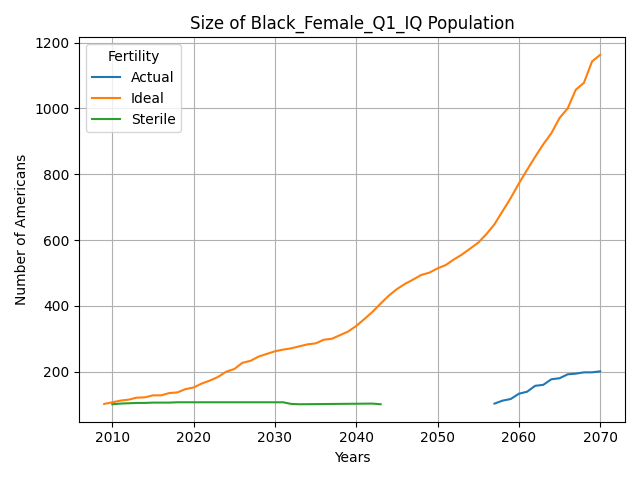 Size of Black_Female_Q1_IQ Population
Number of Americans
1200
1000
800
600
400
200
Fertility
Actual
Ideal
Sterile
2010 2020 2030 2040 2050 2060 2070
Years